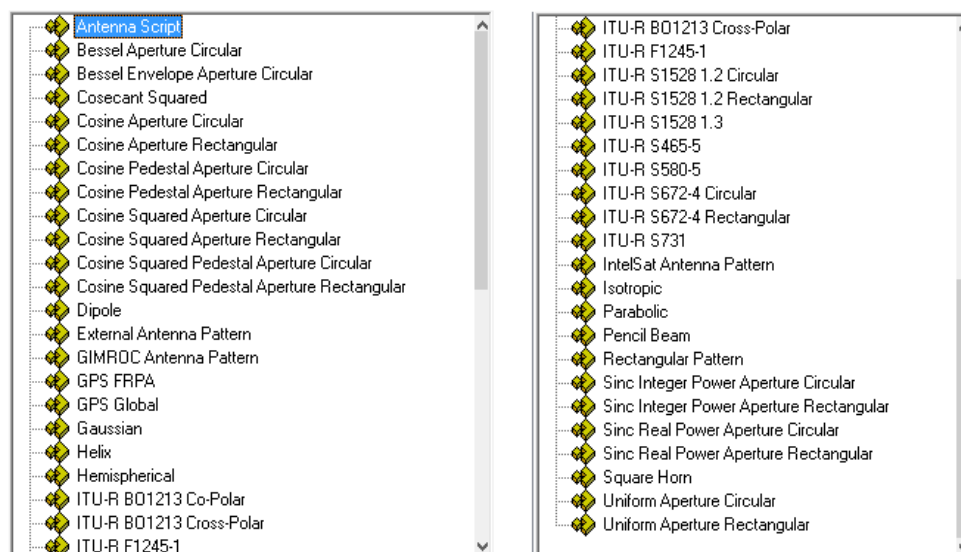 Antenna Script
Bessel Aperture Circular
Bessel Envelope Aperture Circular
Cosecant Squared
Cosine Aperture Circular
Cosine Aperture Rectangular
Cosine Pedestal Aperture Circular
Cosine Pedestal Aperture Rectangular
Cosine Squared Aperture Circular
Cosine Squared Aperture Rectangular
Cosine Squared Pedestal Aperture Circular
Cosine Squared Pedestal Aperture Rectangular
Dipole
External Antenna Pattern
GIMROC Antenna Pattern
GPS FRPA
GPS Global
Gaussian
Helix
Hemispherical
ITU-R BO1213 Co-Polar
ITU-R BO1213 Cross-Polar
ITU-R F1245-1
ITU-R BO1213 Cross-Polar
ITU-R F1245-1
ITU-R S1528 1.2 Circular
ITU-R S1528 1.2 Rectangular
ITU-R S1528 1.3
ITU-R S465-5
ITU-R S580-5
ITU-R S672-4 Circular
ITU-R S672-4 Rectangular
ITU-R S731
IntelSat Antenna Pattern
Isotropic
Parabolic
Pencil Beam
Rectangular Pattern
Sinc Integer Power Aperture Circular
Sinc Integer Power Aperture Rectangular
Sinc Real Power Aperture Circular
Sinc Real Power Aperture Rectangular
Square Horn
Uniform Aperture Circular
Uniform Aperture Rectangular